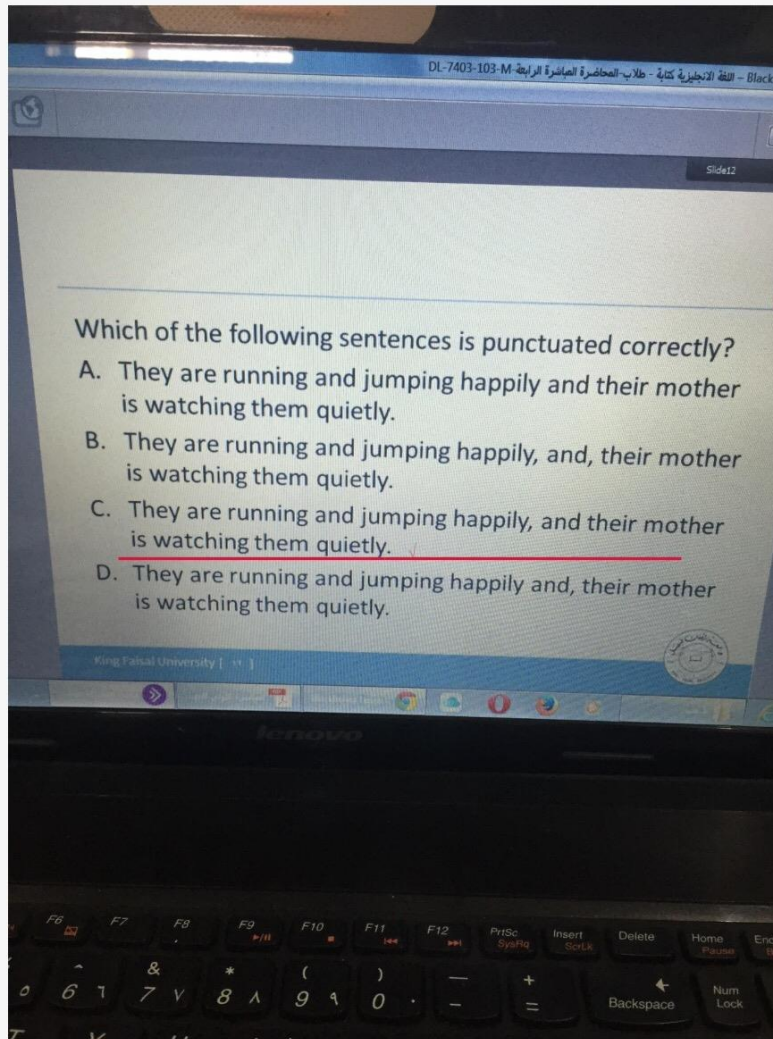 DL-7403-103-M-اللغة الانجليزية كتابة - طلاب-المحاضرة المباشرة الرابعة – Black
Slide12
Which of the following sentences is punctuated correctly?
A. They are running and jumping happily and their mother
is watching them quietly.
B. They are running and jumping happily, and, their mother
is watching them quietly.
C. They are running and jumping happily, and their mother
is watching them quietly.
D. They are running and jumping happily and, their mother
is watching them quietly.
King Faisal University [ ]
lenovo
F6 F7 F8 F9 F10 F11 F12 PrtSc Insert Delete Home End
SysRq ScrLk Pause
& * ( ) — +
6 ٦ 7 ٧ 8 ٨ 9 ٩ 0 . - = Backspace Num
Lock